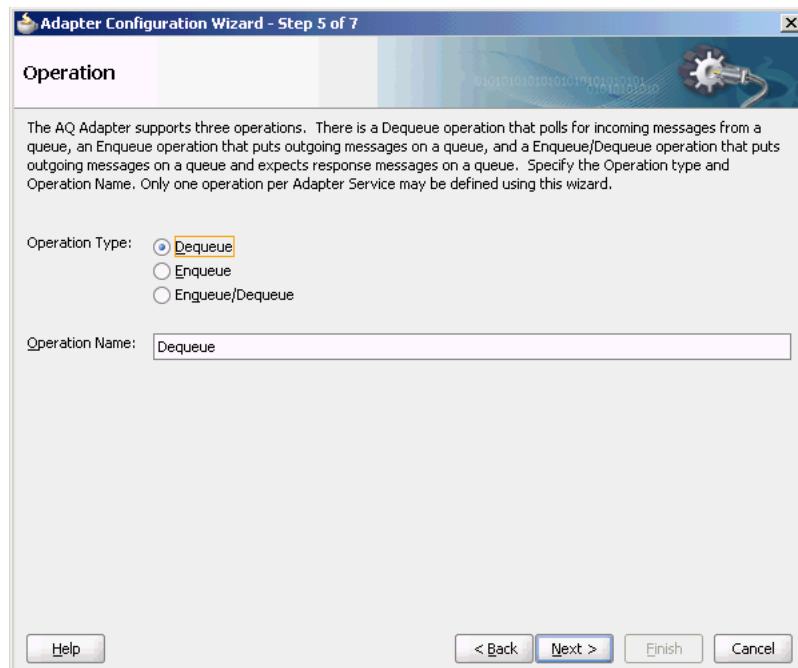 Adapter Configuration Wizard - Step 5 of 7
Operation
The AQ Adapter supports three operations. There is a Dequeue operation that polls for incoming messages from a
queue, an Enqueue operation that puts outgoing messages on a queue, and a Enqueue/Dequeue operation that puts
outgoing messages on a queue and expects response messages on a queue. Specify the Operation type and
Operation Name. Only one operation per Adapter Service may be defined using this wizard.
Operation Type: Dequeue
Enqueue
Enqueue/Dequeue
Operation Name: Dequeue
Help < Back Next > Finish Cancel